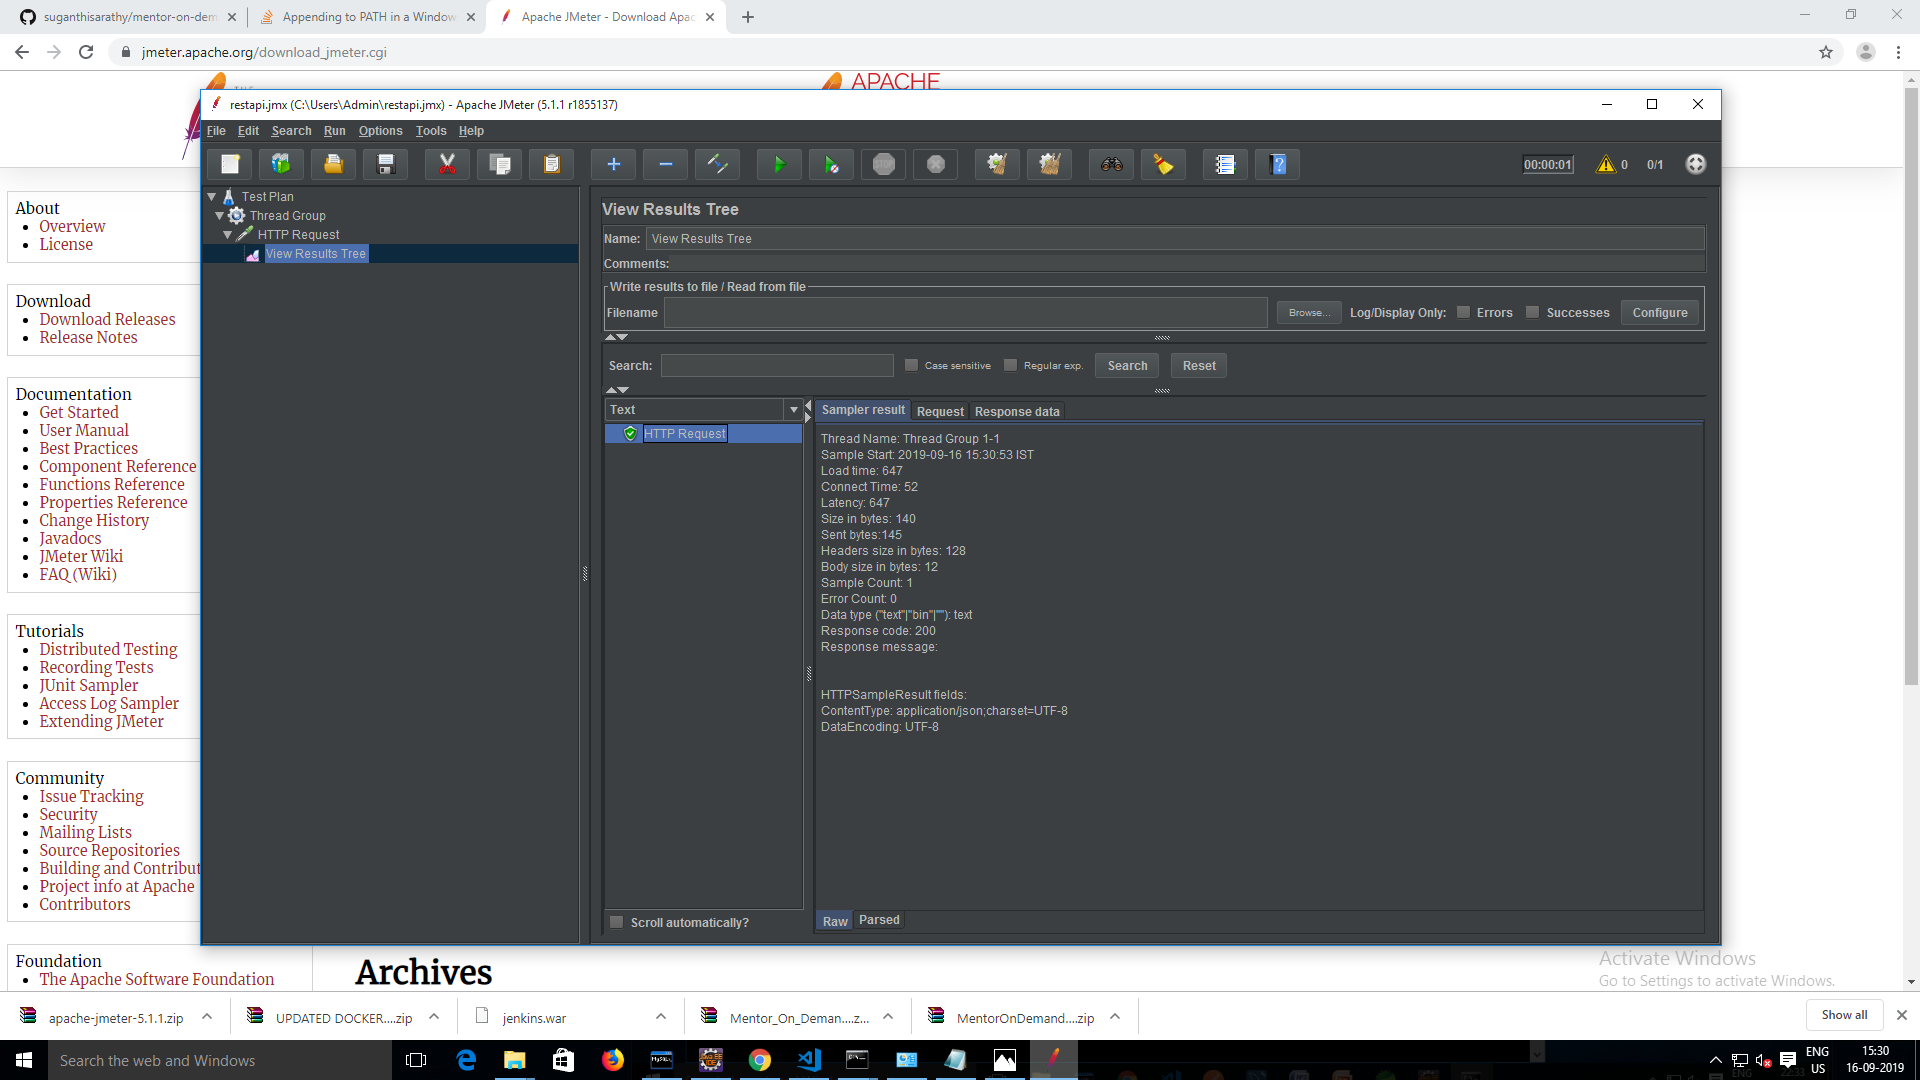 suganthisarathy/mentor-on-dem
Appending to PATH in a Window
Apache JMeter - Download Apac
jmeter.apache.org/download_jmeter.cgi
THE
APACHE
restapi.jmx (C:\Users\Admin\restapi.jmx) - Apache JMeter (5.1.1 r1855137)
File Edit Search Run Options Tools Help
00:00:01 0 0/1
Test Plan
Thread Group
HTTP Request
View Results Tree
View Results Tree
Name: View Results Tree
Comments:
Write results to file / Read from file
Filename Browse... Log/Display Only: Errors Successes Configure
Search: Case sensitive Regular exp. Search Reset
Text
HTTP Request
Scroll automatically?
Sampler result Request Response data
Thread Name: Thread Group 1-1
Sample Start: 2019-09-16 15:30:53 IST
Load time: 647
Connect Time: 52
Latency: 647
Size in bytes: 140
Sent bytes:145
Headers size in bytes: 128
Body size in bytes: 12
Sample Count: 1
Error Count: 0
Data type ("text"|"bin"|""): text
Response code: 200
Response message:
HTTPSampleResult fields:
ContentType: application/json;charset=UTF-8
DataEncoding: UTF-8
Raw Parsed
About
Overview
License
Download
Download Releases
Release Notes
Documentation
Get Started
User Manual
Best Practices
Component Reference
Functions Reference
Properties Reference
Change History
Javadocs
JMeter Wiki
FAQ (Wiki)
Tutorials
Distributed Testing
Recording Tests
JUnit Sampler
Access Log Sampler
Extending JMeter
Community
Issue Tracking
Security
Mailing Lists
Source Repositories
Building and Contribut
Project info at Apache
Contributors
Foundation
The Apache Software Foundation
Archives
Activate Windows
Go to Settings to activate Windows.
apache-jmeter-5.1.1.zip
UPDATED DOCKER....zip
jenkins.war
Mentor_On_Deman....z...
MentorOnDemand....zip
Show all
Search the web and Windows
ENG
US
15:30
16-09-2019